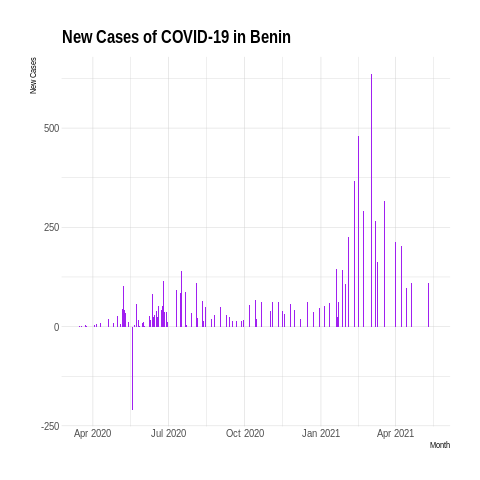 New Cases of COVID-19 in Benin
New Cases
500
250
0
-250
Apr 2020 Jul 2020 Oct 2020 Jan 2021 Apr 2021
Month